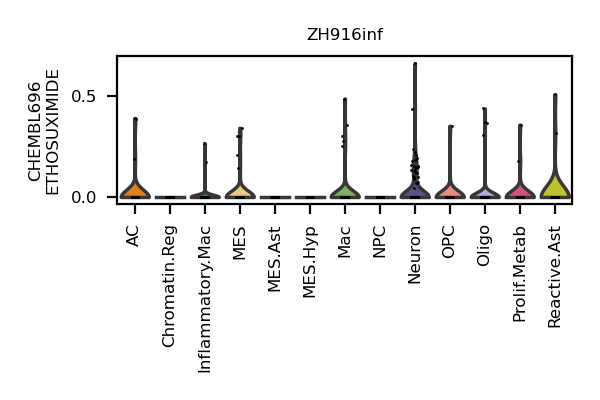 ZH916inf
CHEMBL696
ETHOSUXIMIDE
0.5
0.0
AC
Chromatin.Reg
Inflammatory.Mac
MES
MES.Ast
MES.Hyp
Mac
NPC
Neuron
OPC
Oligo
Prolif.Metab
Reactive.Ast